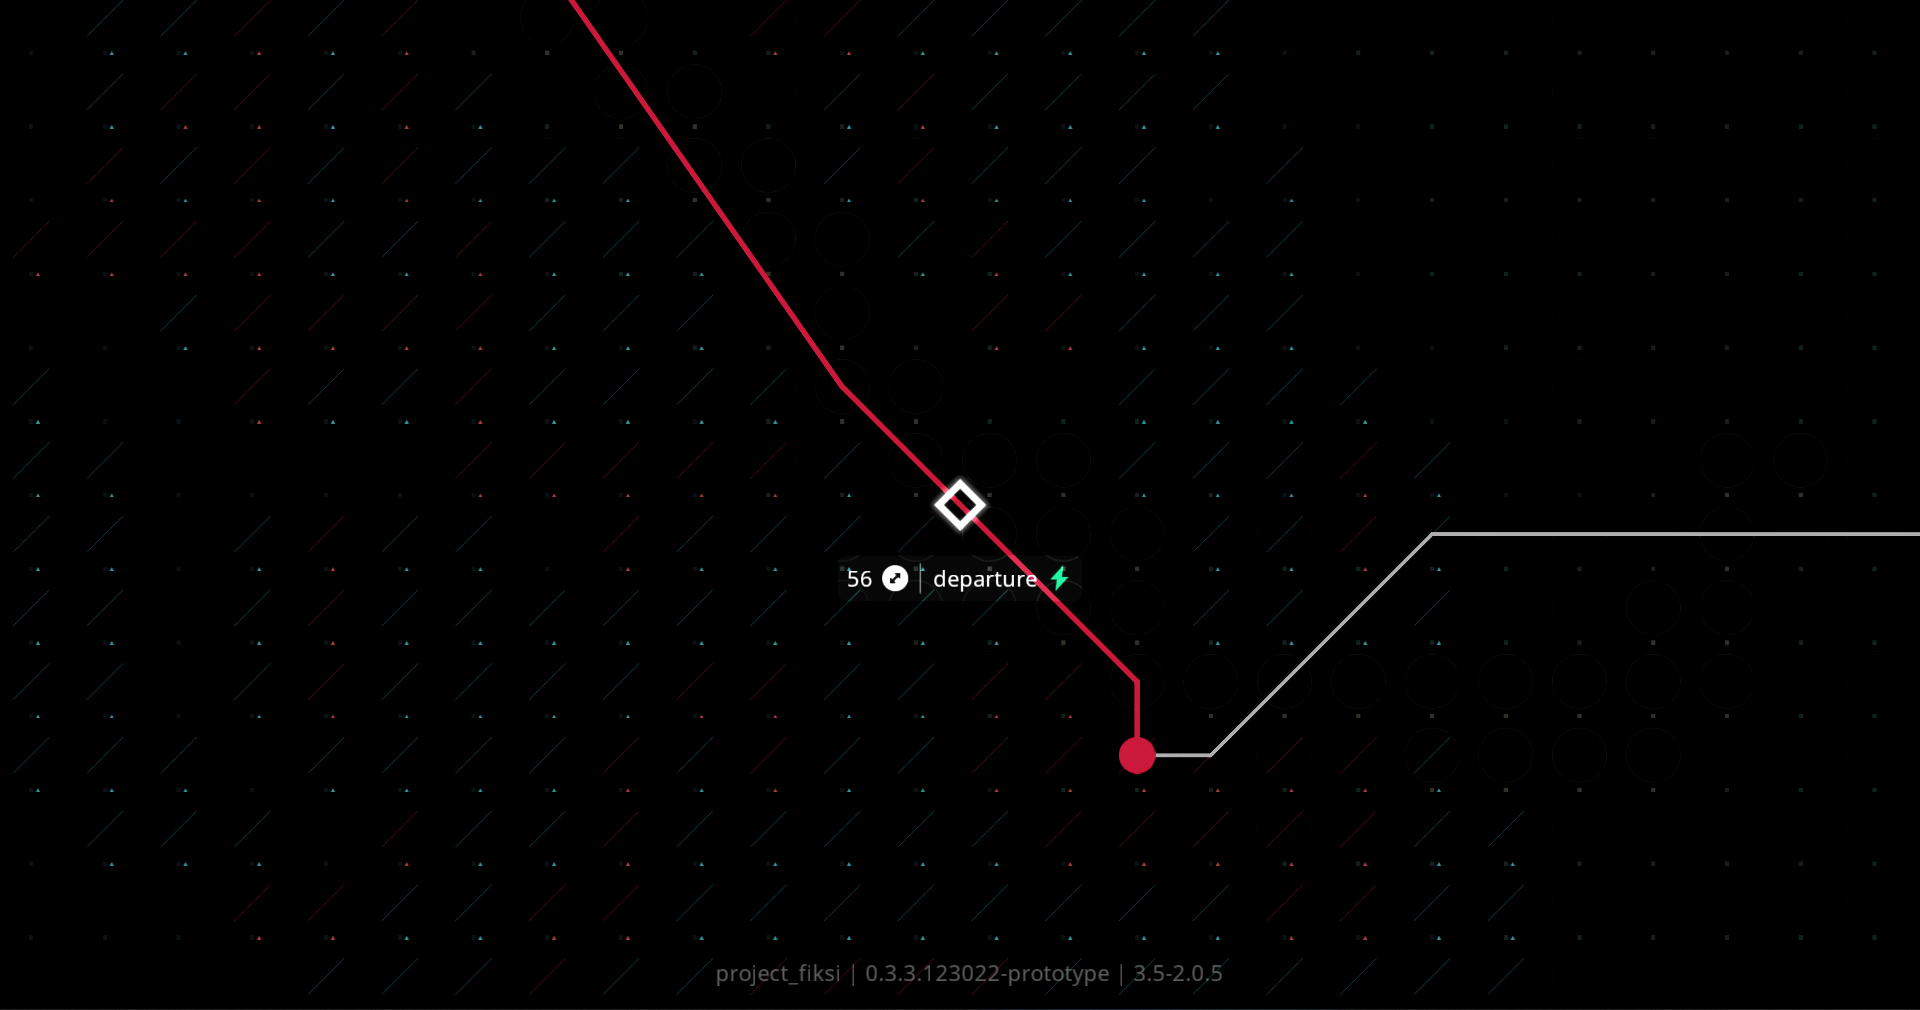 56 | departure
project_fiksi | 0.3.3.123022-prototype | 3.5-2.0.5